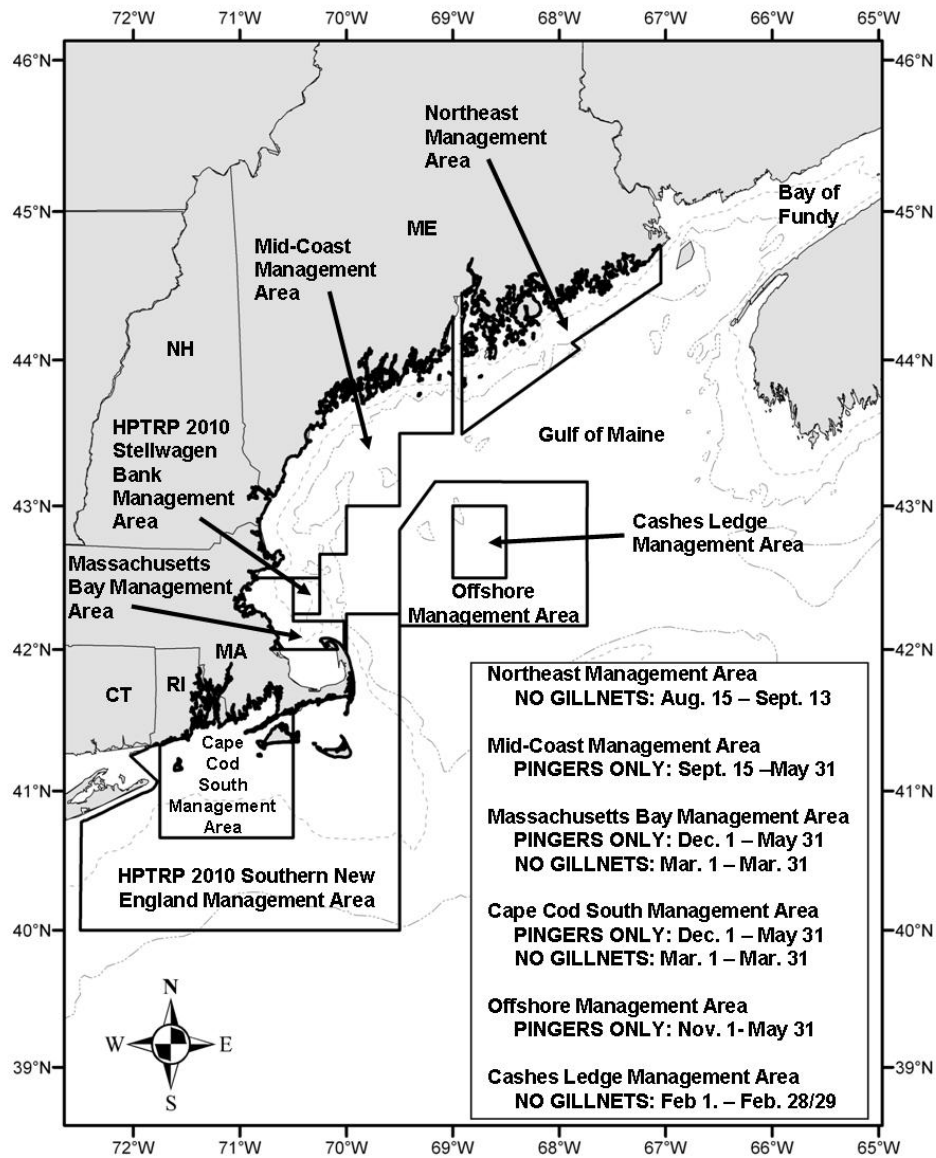 72°W 71°W 70°W 69°W 68°W 67°W 66°W 65°W
46°N 46°N
Northeast
Management
Area
45°N 45°N
Bay of
Fundy
ME
Mid-Coast
Management
Area
44°N 44°N
NH
HPTRP 2010
Stellwagen
Bank
Management
Area
Gulf of Maine
43°N 43°N
Cashes Ledge
Management Area
Massachusetts
Bay Management
Area
Offshore
Management Area
42°N 42°N
MA
RI
CT
Cape
Cod
South
Management
Area
41°N 41°N
HPTRP 2010 Southern New
England Management Area
40°N 40°N
39°N 39°N
N
W E
S
Northeast Management Area
NO GILLNETS: Aug. 15 – Sept. 13
Mid-Coast Management Area
PINGERS ONLY: Sept. 15 –May 31
Massachusetts Bay Management Area
PINGERS ONLY: Dec. 1 – May 31
NO GILLNETS: Mar. 1 – Mar. 31
Cape Cod South Management Area
PINGERS ONLY: Dec. 1 – May 31
NO GILLNETS: Mar. 1 – Mar. 31
Offshore Management Area
PINGERS ONLY: Nov. 1- May 31
Cashes Ledge Management Area
NO GILLNETS: Feb 1. – Feb. 28/29
72°W 71°W 70°W 69°W 68°W 67°W 66°W 65°W